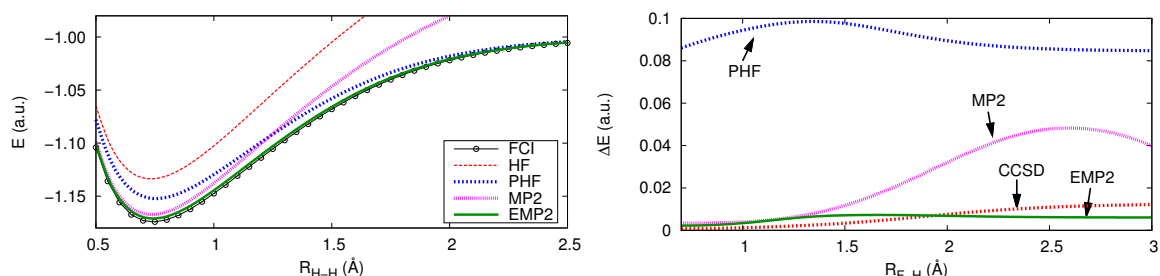 E (a.u.)
−1.00
−1.05
−1.10
−1.15
FCI
HF
PHF
MP2
EMP2
0.5
1
1.5
2
2.5
R_H−H (Å)
ΔE (a.u.)
0.1
0.08
0.06
0.04
0.02
0
PHF
MP2
CCSD
EMP2
1
1.5
2
2.5
3
R_F−H (Å)